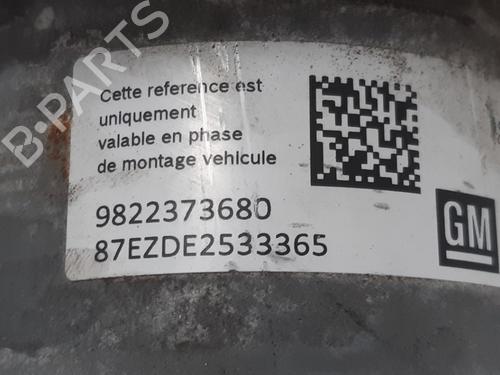 B-PARTS
Cette reference est
uniquement
valable en phase
de montage vehicule
9822373680
87EZDE2533365
GM